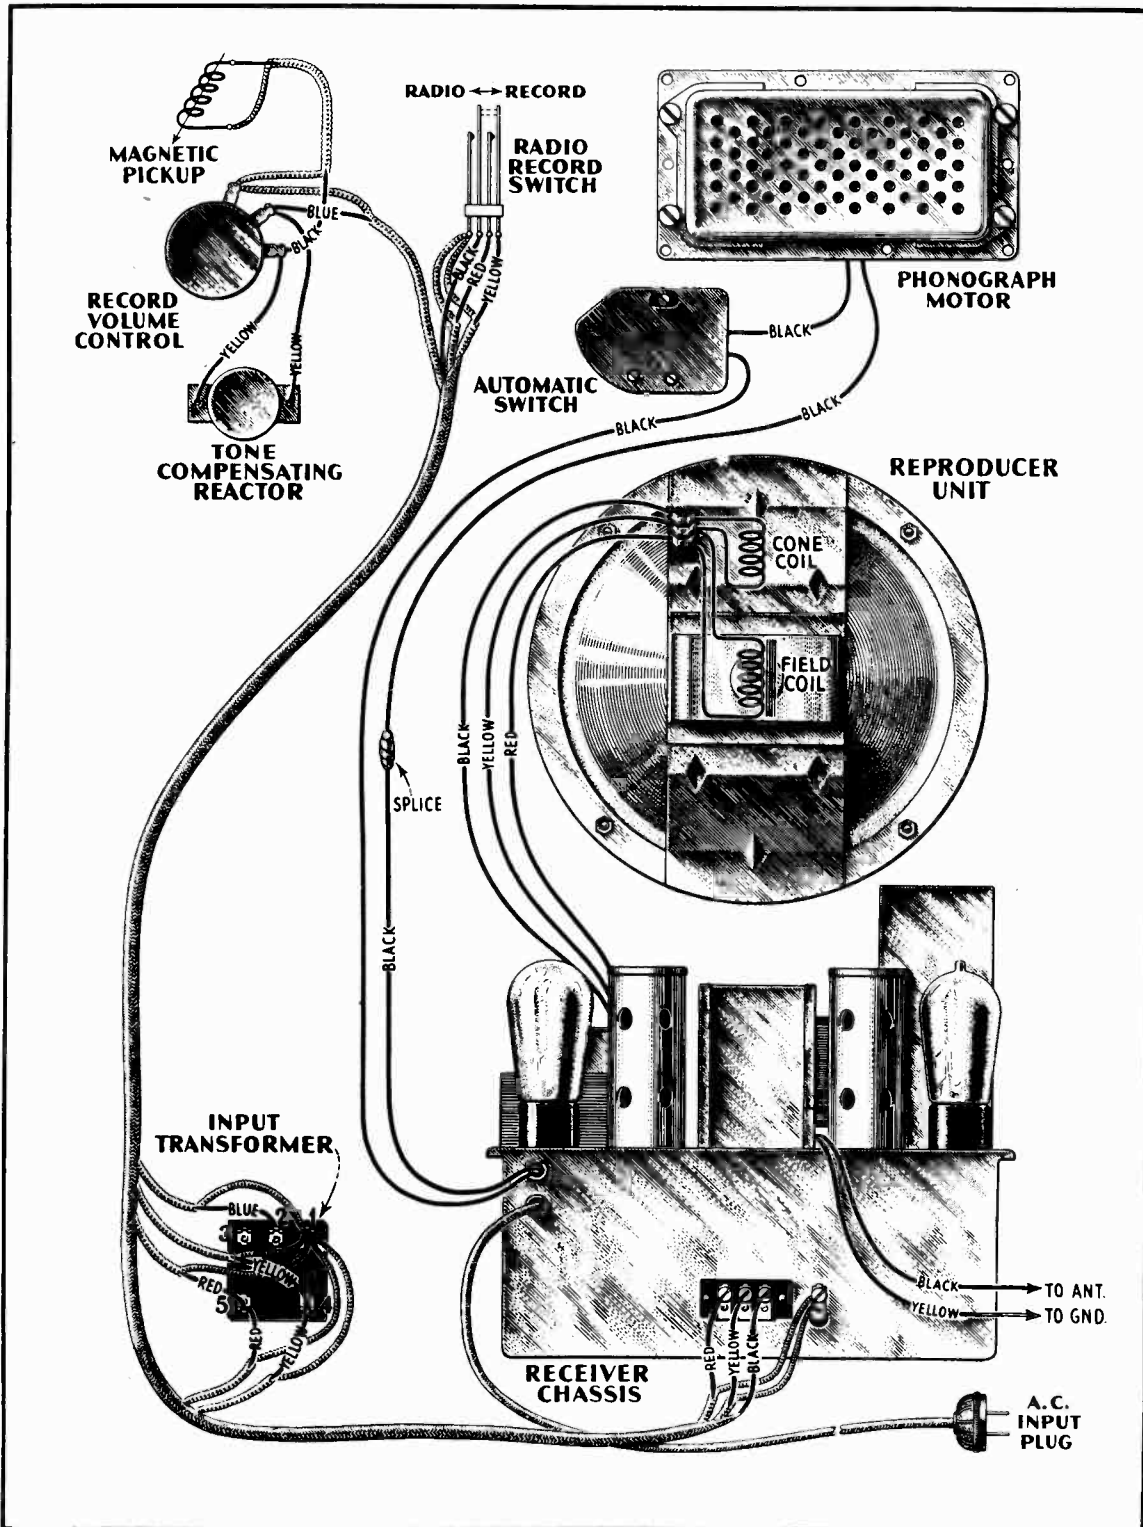 RADIO ↔ RECORD
MAGNETIC
PICKUP
RADIO
RECORD
SWITCH
BLUE
BLACK
BLACK
RED
YELLOW
PHONOGRAPH
MOTOR
RECORD
VOLUME
CONTROL
YELLOW
YELLOW
BLACK
AUTOMATIC
SWITCH
BLACK
BLACK
TONE
COMPENSATING
REACTOR
REPRODUCER
UNIT
CONE
COIL
FIELD
COIL
BLACK
YELLOW
RED
SPLICE
BLACK
INPUT
TRANSFORMER
BLUE
2
1
3
YELLOW
RED
5
4
RED
YELLOW
BLACK
TO ANT.
YELLOW
TO GND.
RED
YELLOW
BLACK
RECEIVER
CHASSIS
A.C.
INPUT
PLUG